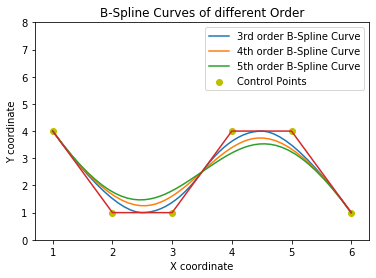 B-Spline Curves of different Order
3rd order B-Spline Curve
4th order B-Spline Curve
5th order B-Spline Curve
Control Points
Y coordinate
8
7
6
5
4
3
2
1
0
1 2 3 4 5 6
X coordinate